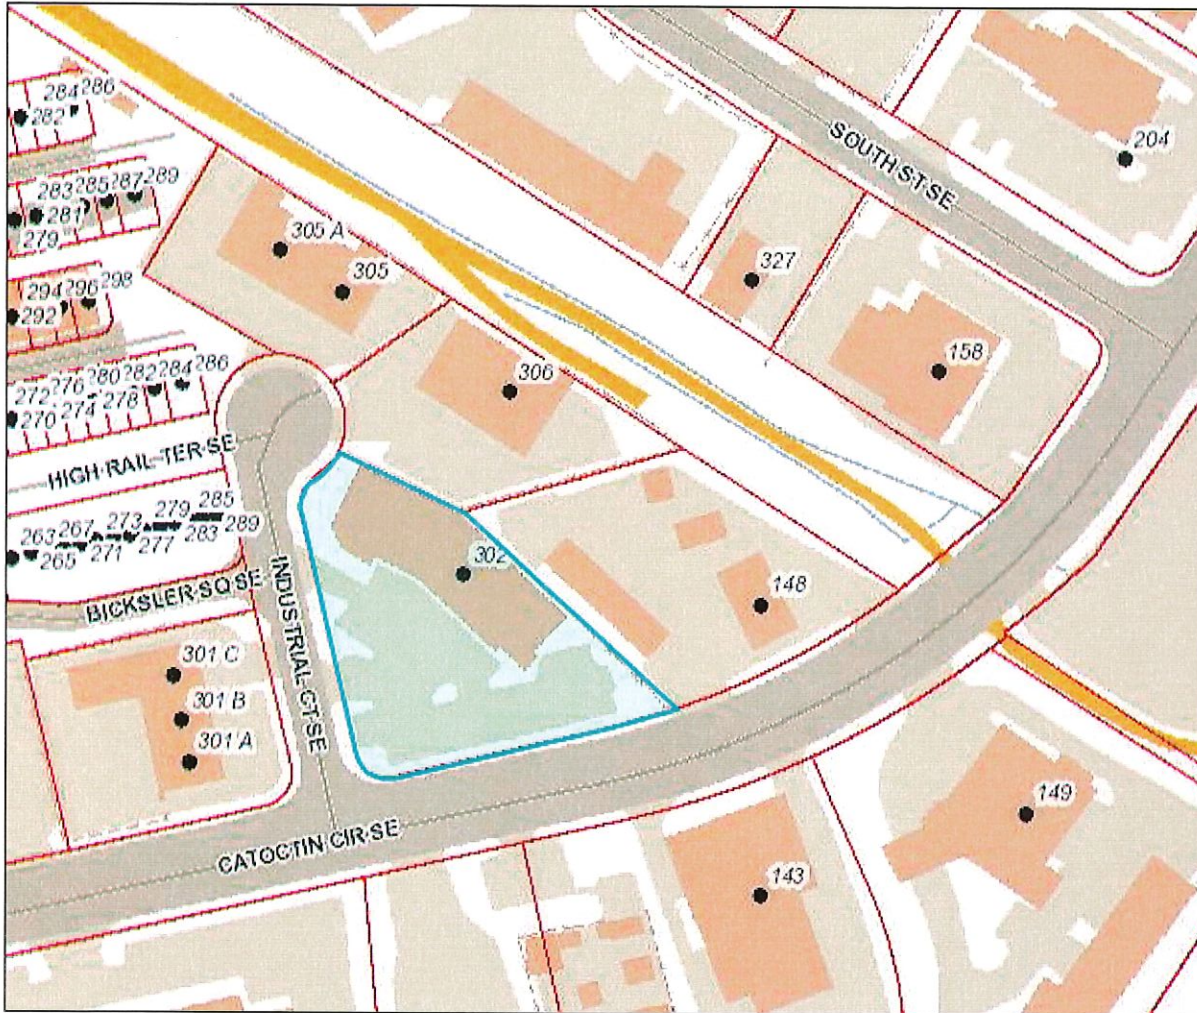 284 286
282
204
SOUTH ST SE
283 285 287 289
281
279
305 A
305
327
294 296 298
292
158
306
272 276 280 282 284 286
270 274 278
HIGH RAIL TER SE
263 267 273 279 285
265 271 277 283 289
302
148
BICKSLER SQ SE
INDUSTRIAL CT SE
301 C
301 B
301 A
149
CATOCTIN CIR SE
143